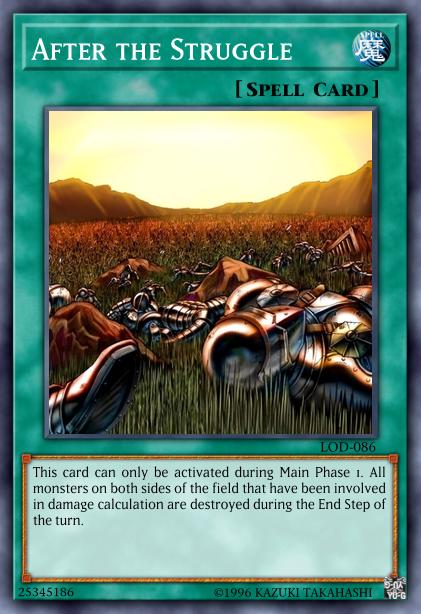 After the Struggle
SPELL
魔
[Spell Card]
LOD-086
This card can only be activated during Main Phase 1. All
monsters on both sides of the field that have been involved
in damage calculation are destroyed during the End Step of
the turn.
25345186
©1996 KAZUKI TAKAHASHI